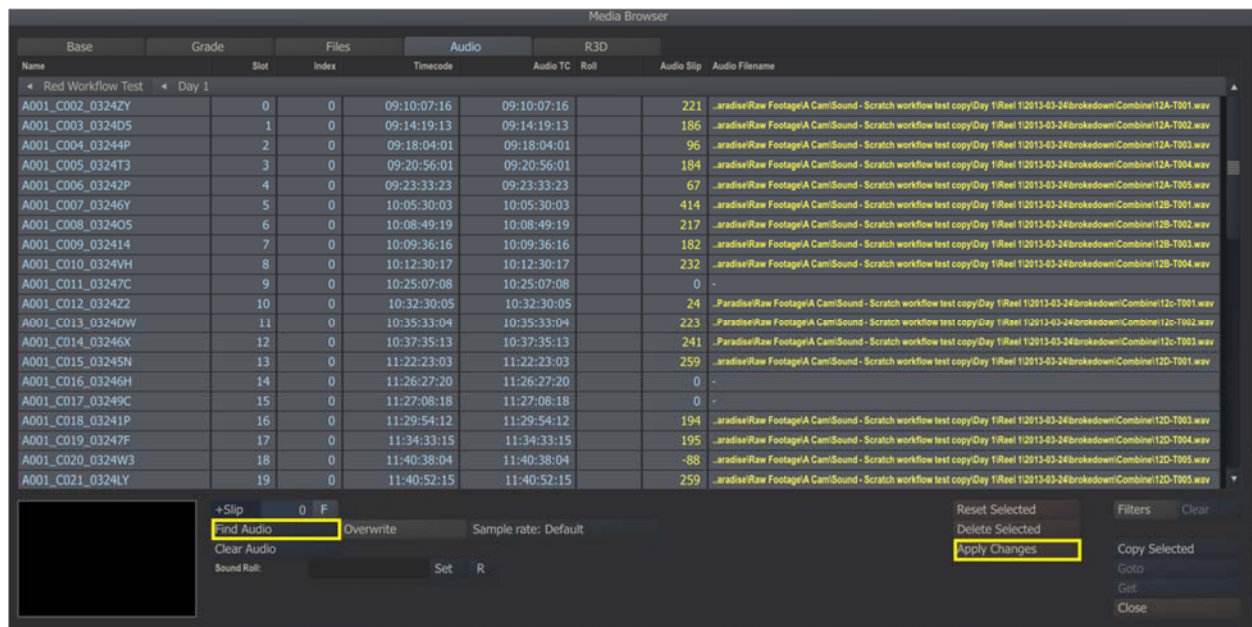 Media Browser
Base Grade Files Audio R3D
Name Slot Index Timecode Audio TC Roll Audio Slip Audio Filename
Red Workflow Test Day 1
A001_C002_0324ZY 0 0 09:10:07:16 09:10:07:16 221 ..aradise\Raw Footage\A Cam\Sound - Scratch workflow test copy\Day 1\Reel 1\2013-03-24\brokedown\Combine\12A-T001.wav
A001_C003_0324D5 1 0 09:14:19:13 09:14:19:13 186 ..aradise\Raw Footage\A Cam\Sound - Scratch workflow test copy\Day 1\Reel 1\2013-03-24\brokedown\Combine\12A-T002.wav
A001_C004_03244P 2 0 09:18:04:01 09:18:04:01 96 ..aradise\Raw Footage\A Cam\Sound - Scratch workflow test copy\Day 1\Reel 1\2013-03-24\brokedown\Combine\12A-T003.wav
A001_C005_0324T3 3 0 09:20:56:01 09:20:56:01 184 ..aradise\Raw Footage\A Cam\Sound - Scratch workflow test copy\Day 1\Reel 1\2013-03-24\brokedown\Combine\12A-T004.wav
A001_C006_03242P 4 0 09:23:33:23 09:23:33:23 67 ..aradise\Raw Footage\A Cam\Sound - Scratch workflow test copy\Day 1\Reel 1\2013-03-24\brokedown\Combine\12A-T005.wav
A001_C007_03246Y 5 0 10:05:30:03 10:05:30:03 414 ..aradise\Raw Footage\A Cam\Sound - Scratch workflow test copy\Day 1\Reel 1\2013-03-24\brokedown\Combine\12B-T001.wav
A001_C008_0324O5 6 0 10:08:49:19 10:08:49:19 217 ..aradise\Raw Footage\A Cam\Sound - Scratch workflow test copy\Day 1\Reel 1\2013-03-24\brokedown\Combine\12B-T002.wav
A001_C009_032414 7 0 10:09:36:16 10:09:36:16 182 ..aradise\Raw Footage\A Cam\Sound - Scratch workflow test copy\Day 1\Reel 1\2013-03-24\brokedown\Combine\12B-T003.wav
A001_C010_0324VH 8 0 10:12:30:17 10:12:30:17 232 ..aradise\Raw Footage\A Cam\Sound - Scratch workflow test copy\Day 1\Reel 1\2013-03-24\brokedown\Combine\12B-T004.wav
A001_C011_03247C 9 0 10:25:07:08 10:25:07:08 0 -
A001_C012_0324Z2 10 0 10:32:30:05 10:32:30:05 24 ..Paradise\Raw Footage\A Cam\Sound - Scratch workflow test copy\Day 1\Reel 1\2013-03-24\brokedown\Combine\12c-T001.wav
A001_C013_0324DW 11 0 10:35:33:04 10:35:33:04 223 ..Paradise\Raw Footage\A Cam\Sound - Scratch workflow test copy\Day 1\Reel 1\2013-03-24\brokedown\Combine\12c-T002.wav
A001_C014_03246X 12 0 10:37:35:13 10:37:35:13 241 ..Paradise\Raw Footage\A Cam\Sound - Scratch workflow test copy\Day 1\Reel 1\2013-03-24\brokedown\Combine\12c-T003.wav
A001_C015_03245N 13 0 11:22:23:03 11:22:23:03 259 ..aradise\Raw Footage\A Cam\Sound - Scratch workflow test copy\Day 1\Reel 1\2013-03-24\brokedown\Combine\12D-T001.wav
A001_C016_03246H 14 0 11:26:27:20 11:26:27:20 0 -
A001_C017_03249C 15 0 11:27:08:18 11:27:08:18 0 -
A001_C018_03241P 16 0 11:29:54:12 11:29:54:12 194 ..aradise\Raw Footage\A Cam\Sound - Scratch workflow test copy\Day 1\Reel 1\2013-03-24\brokedown\Combine\12D-T003.wav
A001_C019_03247F 17 0 11:34:33:15 11:34:33:15 195 ..aradise\Raw Footage\A Cam\Sound - Scratch workflow test copy\Day 1\Reel 1\2013-03-24\brokedown\Combine\12D-T004.wav
A001_C020_0324W3 18 0 11:40:38:04 11:40:38:04 -88 ..aradise\Raw Footage\A Cam\Sound - Scratch workflow test copy\Day 1\Reel 1\2013-03-24\brokedown\Combine\12D-T005.wav
A001_C021_0324LY 19 0 11:40:52:15 11:40:52:15 259 ..aradise\Raw Footage\A Cam\Sound - Scratch workflow test copy\Day 1\Reel 1\2013-03-24\brokedown\Combine\12D-T005.wav
+Slip 0 F Reset Selected Filters Clear
Find Audio Overwrite Sample rate: Default Delete Selected
Clear Audio Apply Changes Copy Selected
Sound Roll: Set R Goto
Get
Close